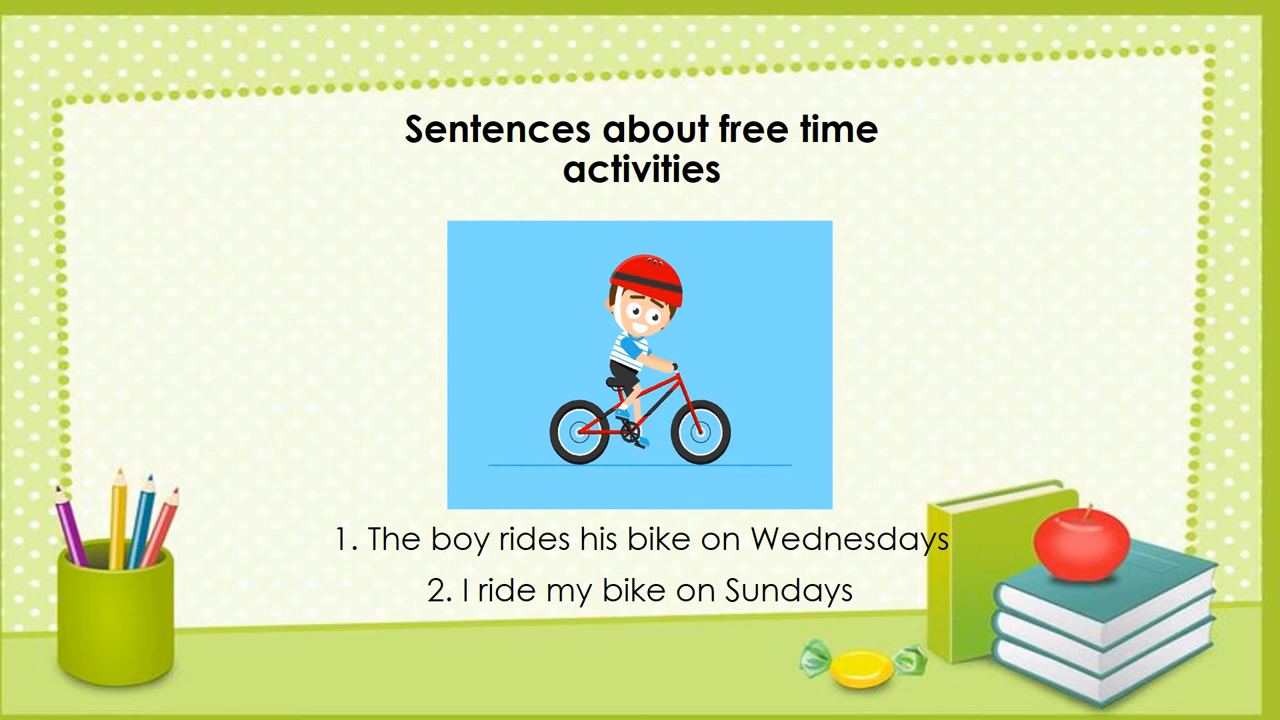 Sentences about free time
activities
1. The boy rides his bike on Wednesdays
2. I ride my bike on Sundays